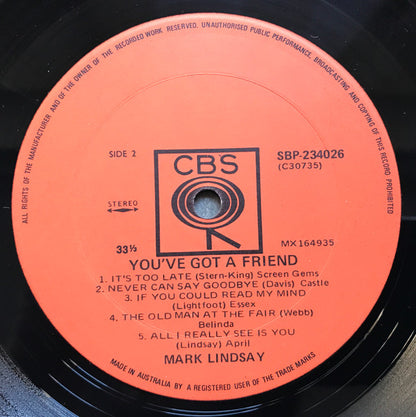 ALL RIGHTS OF THE MANUFACTURER AND OF THE OWNER OF THE RECORDED WORK RESERVED. UNAUTHORISED PUBLIC PERFORMANCE, BROADCASTING AND COPYING OF THIS RECORD PROHIBITED
SIDE 2
CBS
SBP-234026
(C30735)
STEREO
33⅓
MX164935
YOU'VE GOT A FRIEND
1. IT'S TOO LATE (Stern-King) Screen Gems
2. NEVER CAN SAY GOODBYE (Davis) Castle
3. IF YOU COULD READ MY MIND
(Lightfoot) Essex
4. THE OLD MAN AT THE FAIR (Webb)
Belinda
5. ALL I REALLY SEE IS YOU
(Lindsay) April
MARK LINDSAY
MADE IN AUSTRALIA BY A REGISTERED USER OF THE TRADE MARKS